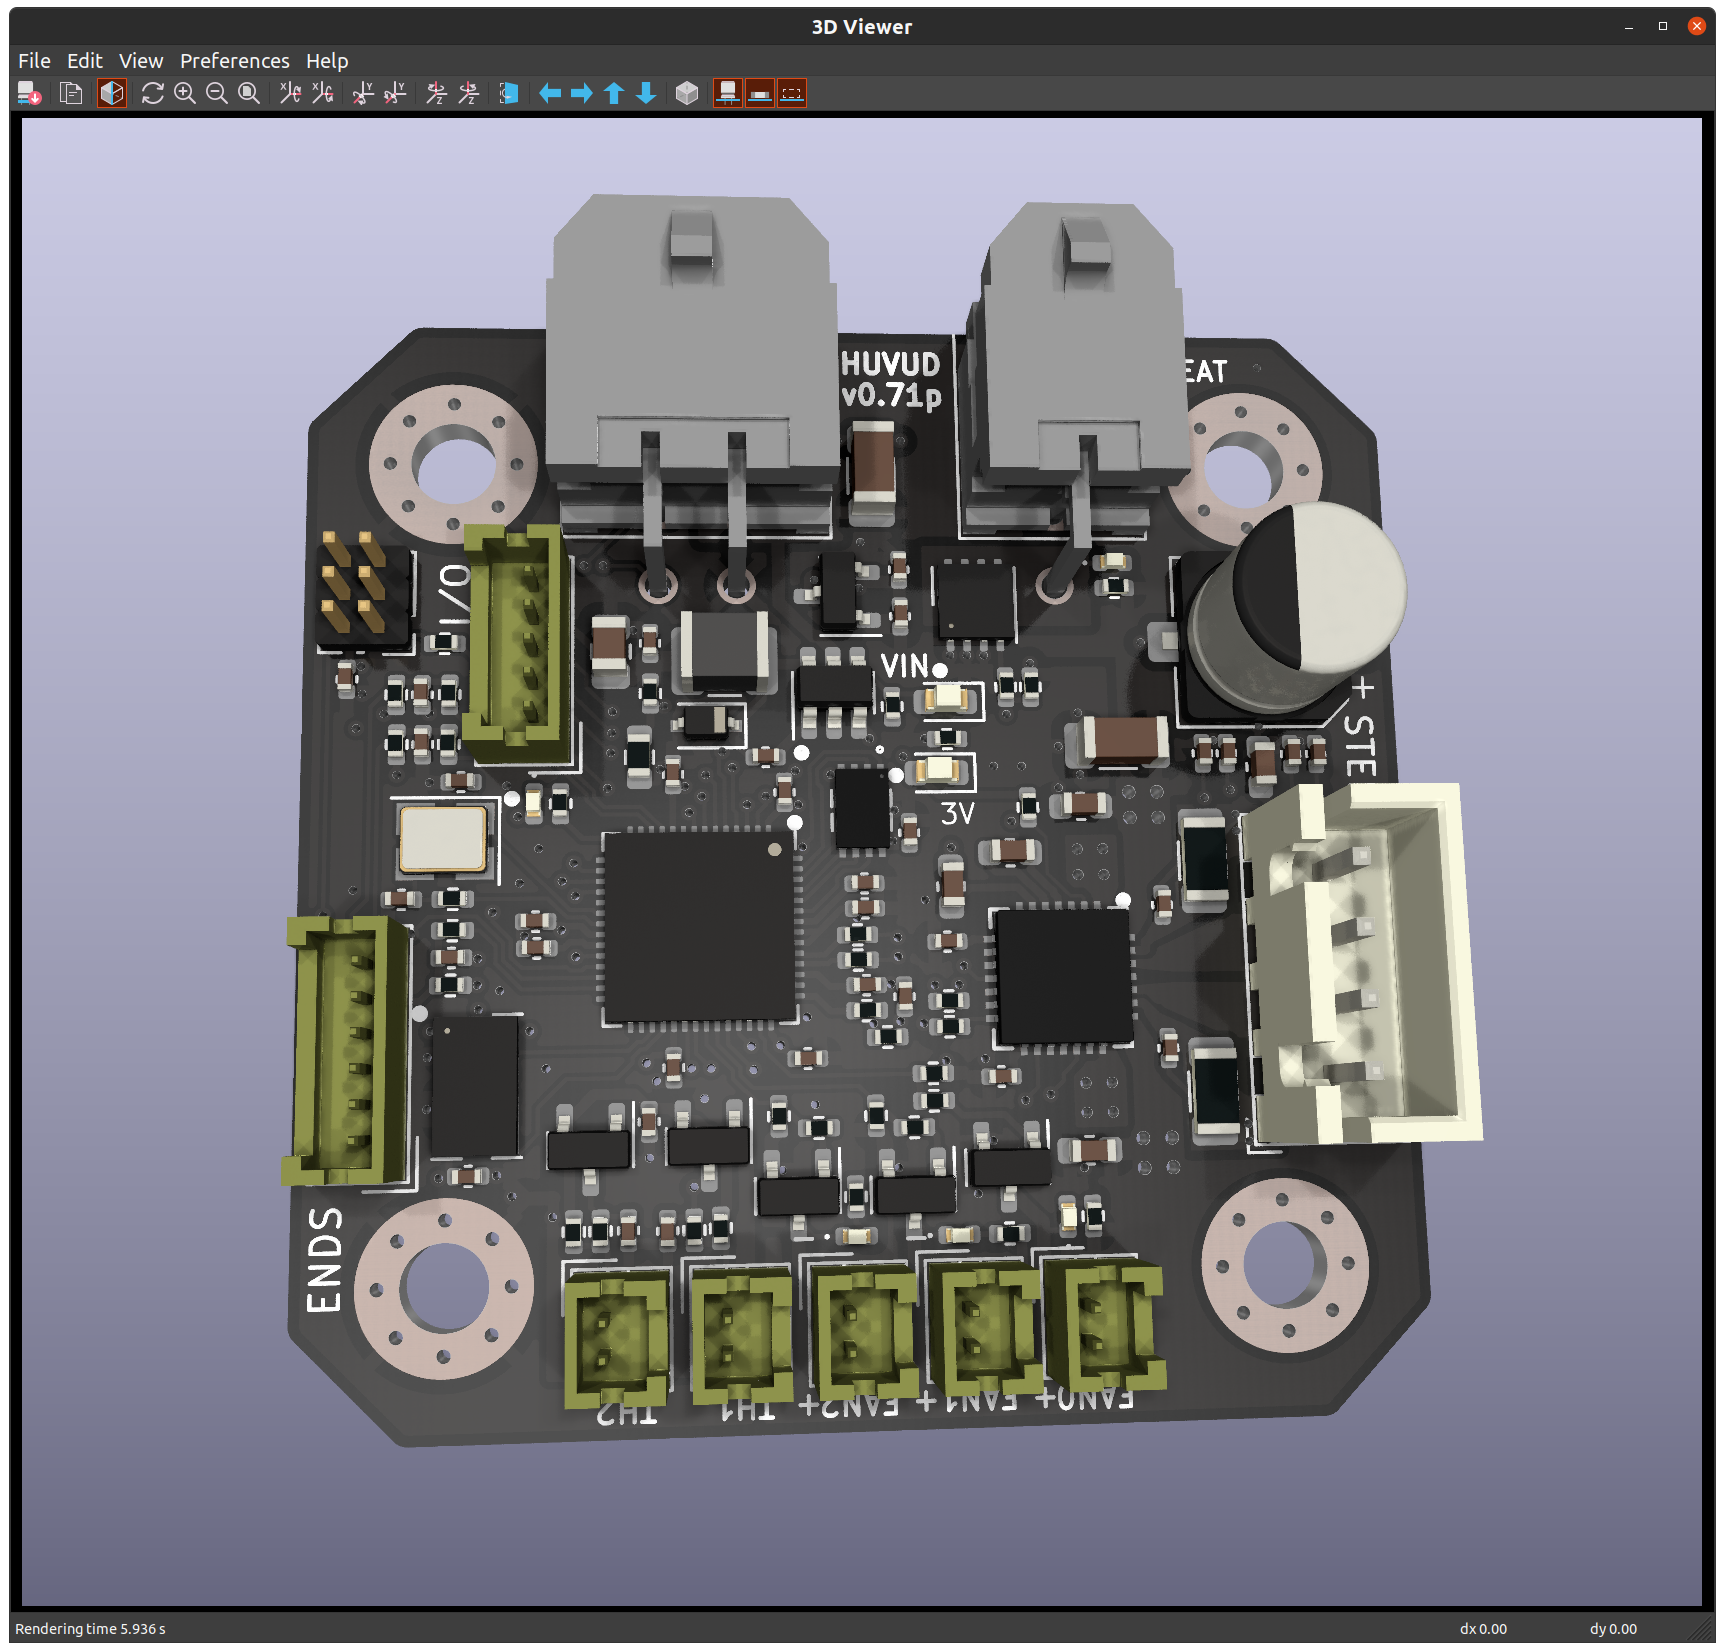 3D Viewer
File Edit View Preferences Help
HUVUD
v0.71p
EAT
I/O
VIN
+ STE
3V
ENDS
TH2
TH1
+FAN2
+FAN1
+FAN0
Rendering time 5.936 s
dx 0.00
dy 0.00